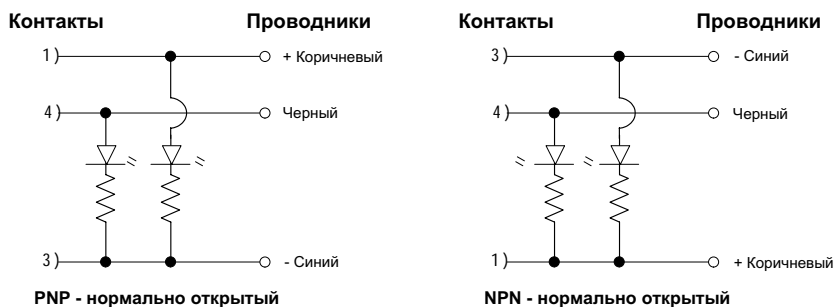 Контакты Проводники
1) + Коричневый
4) Черный
3) - Синий
PNP - нормально открытый
Контакты Проводники
3) - Синий
4) Черный
1) + Коричневый
NPN - нормально открытый